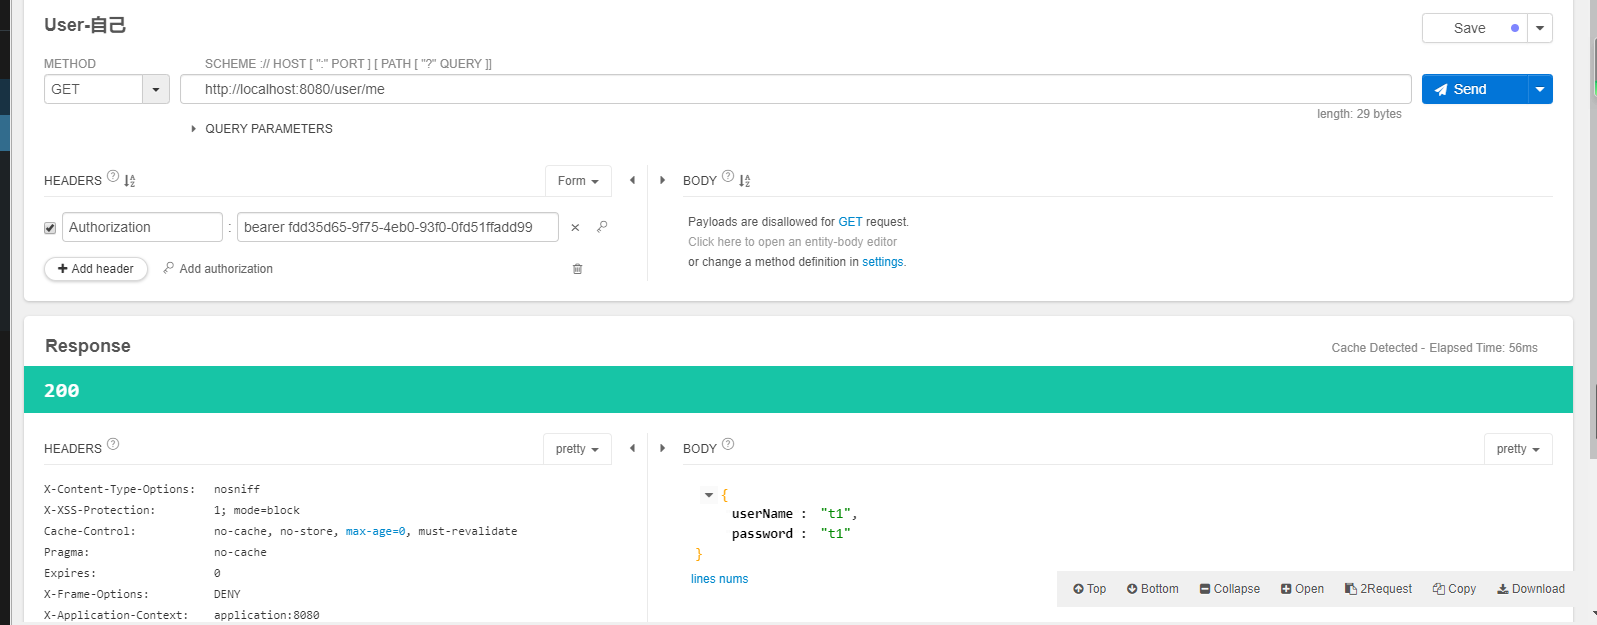 User-自己
Save
METHOD
SCHEME :// HOST [ ":" PORT ] [ PATH [ "?" QUERY ]]
GET
http://localhost:8080/user/me
Send
length: 29 bytes
QUERY PARAMETERS
HEADERS ?
Form
BODY ?
Authorization : bearer fdd35d65-9f75-4eb0-93f0-0fd51ffadd99
Payloads are disallowed for GET request.
Click here to open an entity-body editor
or change a method definition in settings.
+ Add header
Add authorization
Response
Cache Detected - Elapsed Time: 56ms
200
HEADERS ?
pretty
BODY ?
pretty
X-Content-Type-Options: nosniff
X-XSS-Protection: 1; mode=block
Cache-Control: no-cache, no-store, max-age=0, must-revalidate
Pragma: no-cache
Expires: 0
X-Frame-Options: DENY
X-Application-Context: application:8080
{
userName : "t1",
password : "t1"
}
lines nums
Top Bottom Collapse Open 2Request Copy Download